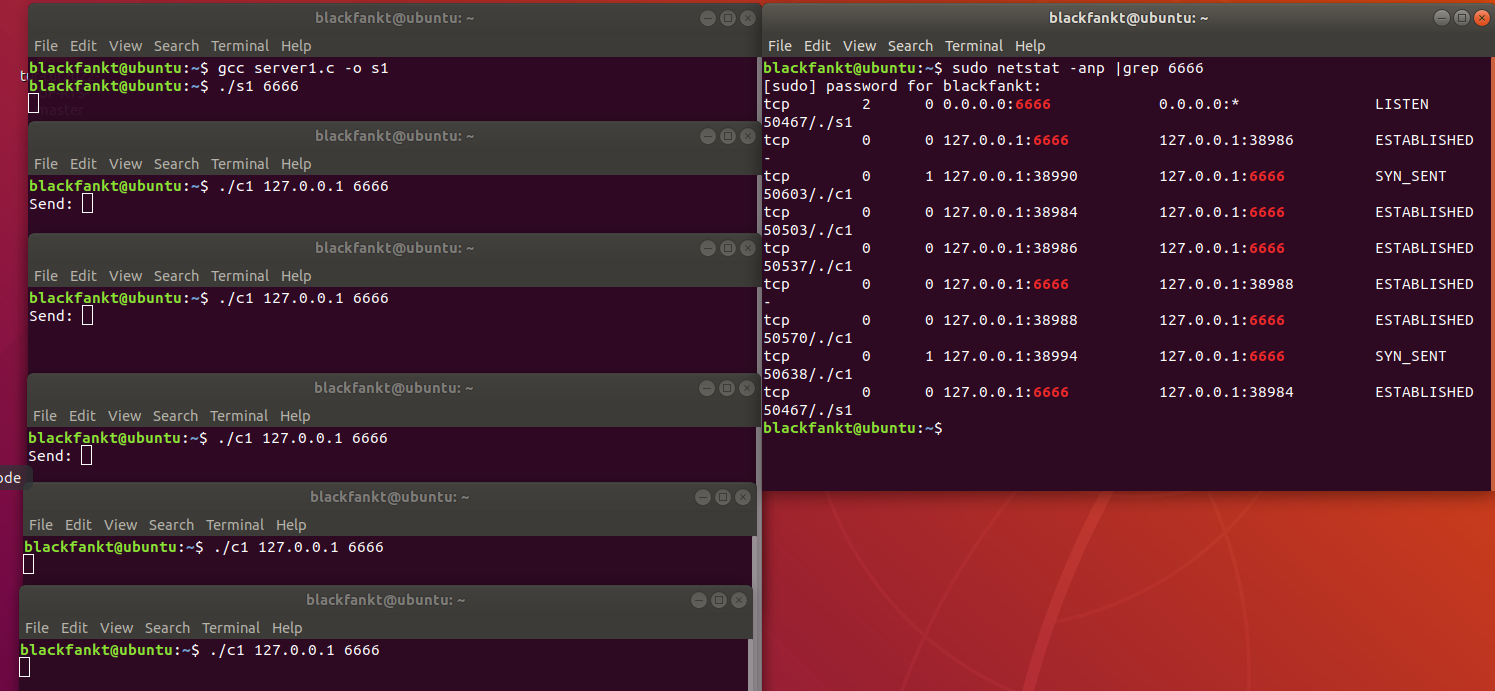 blackfankt@ubuntu: ~
File Edit View Search Terminal Help
blackfankt@ubuntu:~$ gcc server1.c -o s1
blackfankt@ubuntu:~$ ./s1 6666
master
blackfankt@ubuntu: ~
File Edit View Search Terminal Help
blackfankt@ubuntu:~$ ./c1 127.0.0.1 6666
Send:
blackfankt@ubuntu: ~
File Edit View Search Terminal Help
blackfankt@ubuntu:~$ ./c1 127.0.0.1 6666
Send:
blackfankt@ubuntu: ~
File Edit View Search Terminal Help
blackfankt@ubuntu:~$ ./c1 127.0.0.1 6666
Send:
ode
blackfankt@ubuntu: ~
File Edit View Search Terminal Help
blackfankt@ubuntu:~$ ./c1 127.0.0.1 6666
blackfankt@ubuntu: ~
File Edit View Search Terminal Help
blackfankt@ubuntu:~$ ./c1 127.0.0.1 6666
blackfankt@ubuntu: ~
File Edit View Search Terminal Help
blackfankt@ubuntu:~$ sudo netstat -anp |grep 6666
[sudo] password for blackfankt:
tcp 2 0 0.0.0.0:6666 0.0.0.0:* LISTEN
50467/./s1
tcp 0 0 127.0.0.1:6666 127.0.0.1:38986 ESTABLISHED
-
tcp 0 1 127.0.0.1:38990 127.0.0.1:6666 SYN_SENT
50603/./c1
tcp 0 0 127.0.0.1:38984 127.0.0.1:6666 ESTABLISHED
50503/./c1
tcp 0 0 127.0.0.1:38986 127.0.0.1:6666 ESTABLISHED
50537/./c1
tcp 0 0 127.0.0.1:6666 127.0.0.1:38988 ESTABLISHED
-
tcp 0 0 127.0.0.1:38988 127.0.0.1:6666 ESTABLISHED
50570/./c1
tcp 0 1 127.0.0.1:38994 127.0.0.1:6666 SYN_SENT
50638/./c1
tcp 0 0 127.0.0.1:6666 127.0.0.1:38984 ESTABLISHED
50467/./s1
blackfankt@ubuntu:~$